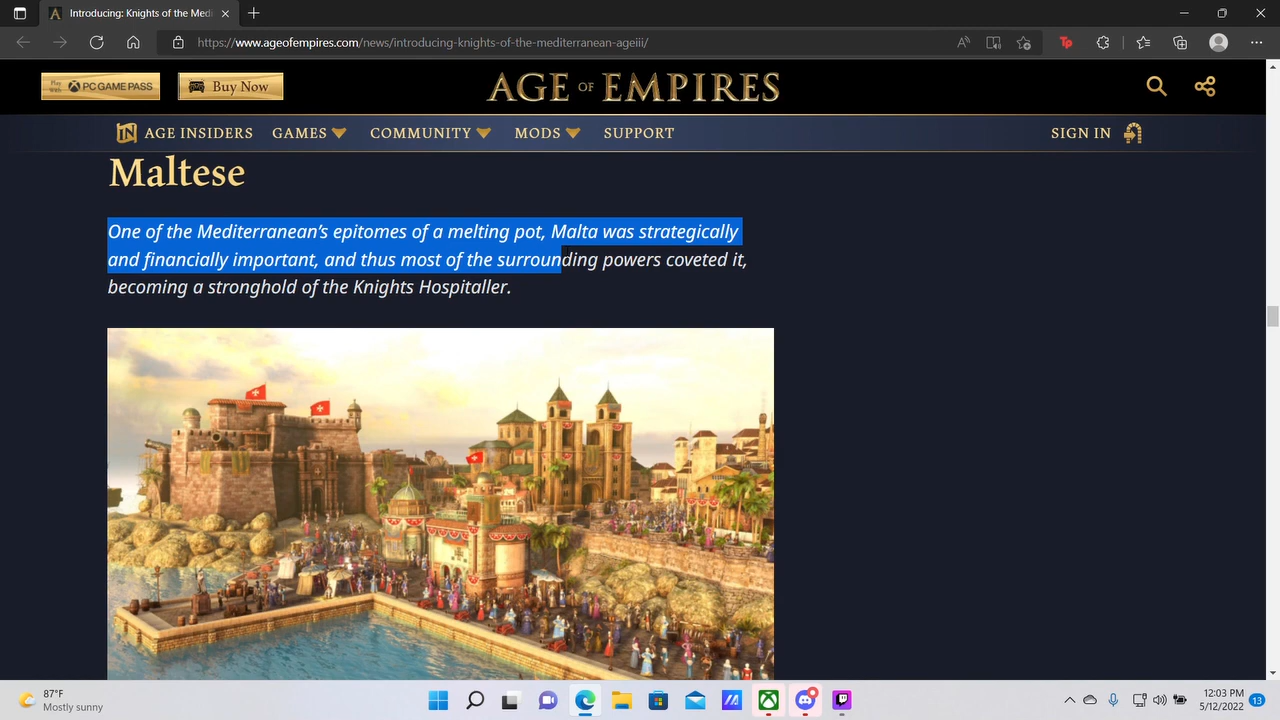 Introducing: Knights of the Medi
https://www.ageofempires.com/news/introducing-knights-of-the-mediterranean-ageiii/
Play With PC GAME PASS
Buy Now
AGE OF EMPIRES
IN AGE INSIDERS GAMES COMMUNITY MODS SUPPORT SIGN IN
Maltese
One of the Mediterranean’s epitomes of a melting pot, Malta was strategically
and financially important, and thus most of the surrounding powers coveted it,
becoming a stronghold of the Knights Hospitaller.
87°F
Mostly sunny
12:03 PM
5/12/2022
13